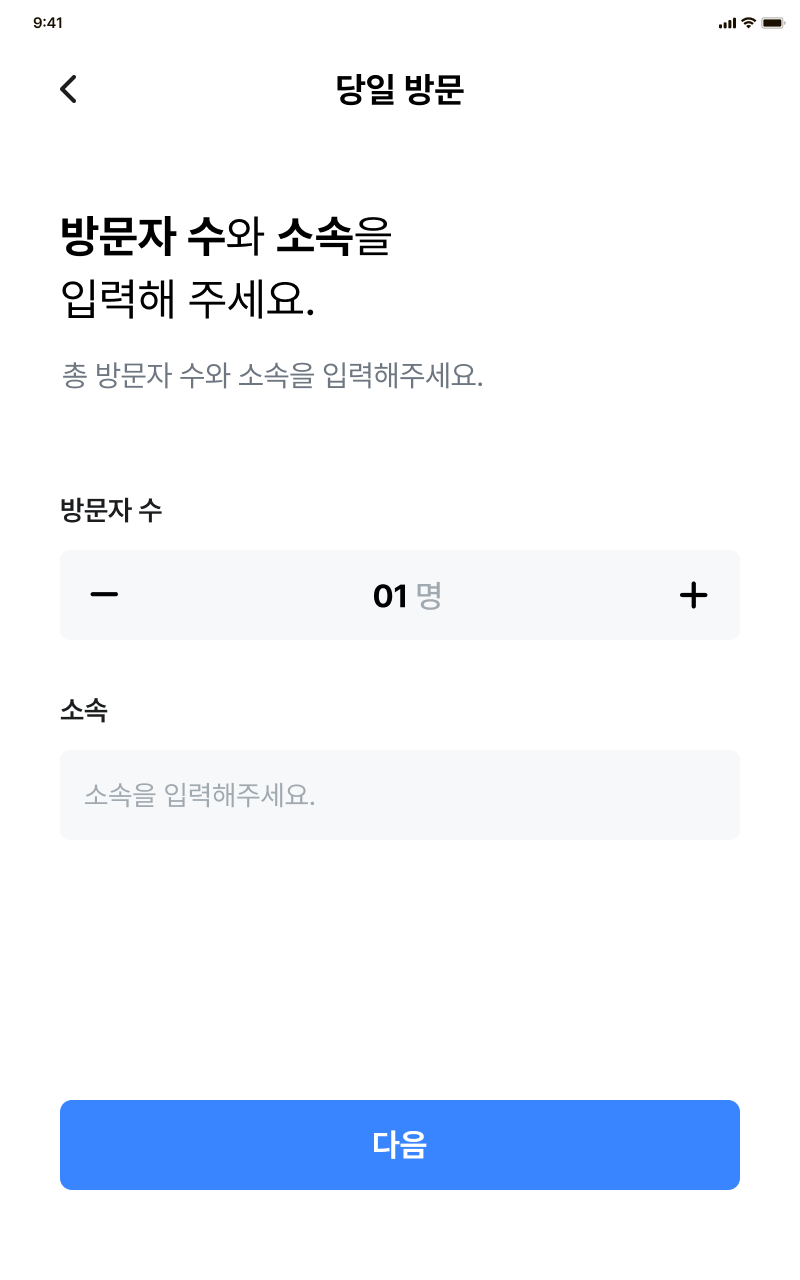 9:41
당일 방문
방문자 수와 소속을
입력해 주세요.
총 방문자 수와 소속을 입력해주세요.
방문자 수
01 명
소속
소속을 입력해주세요.
다음